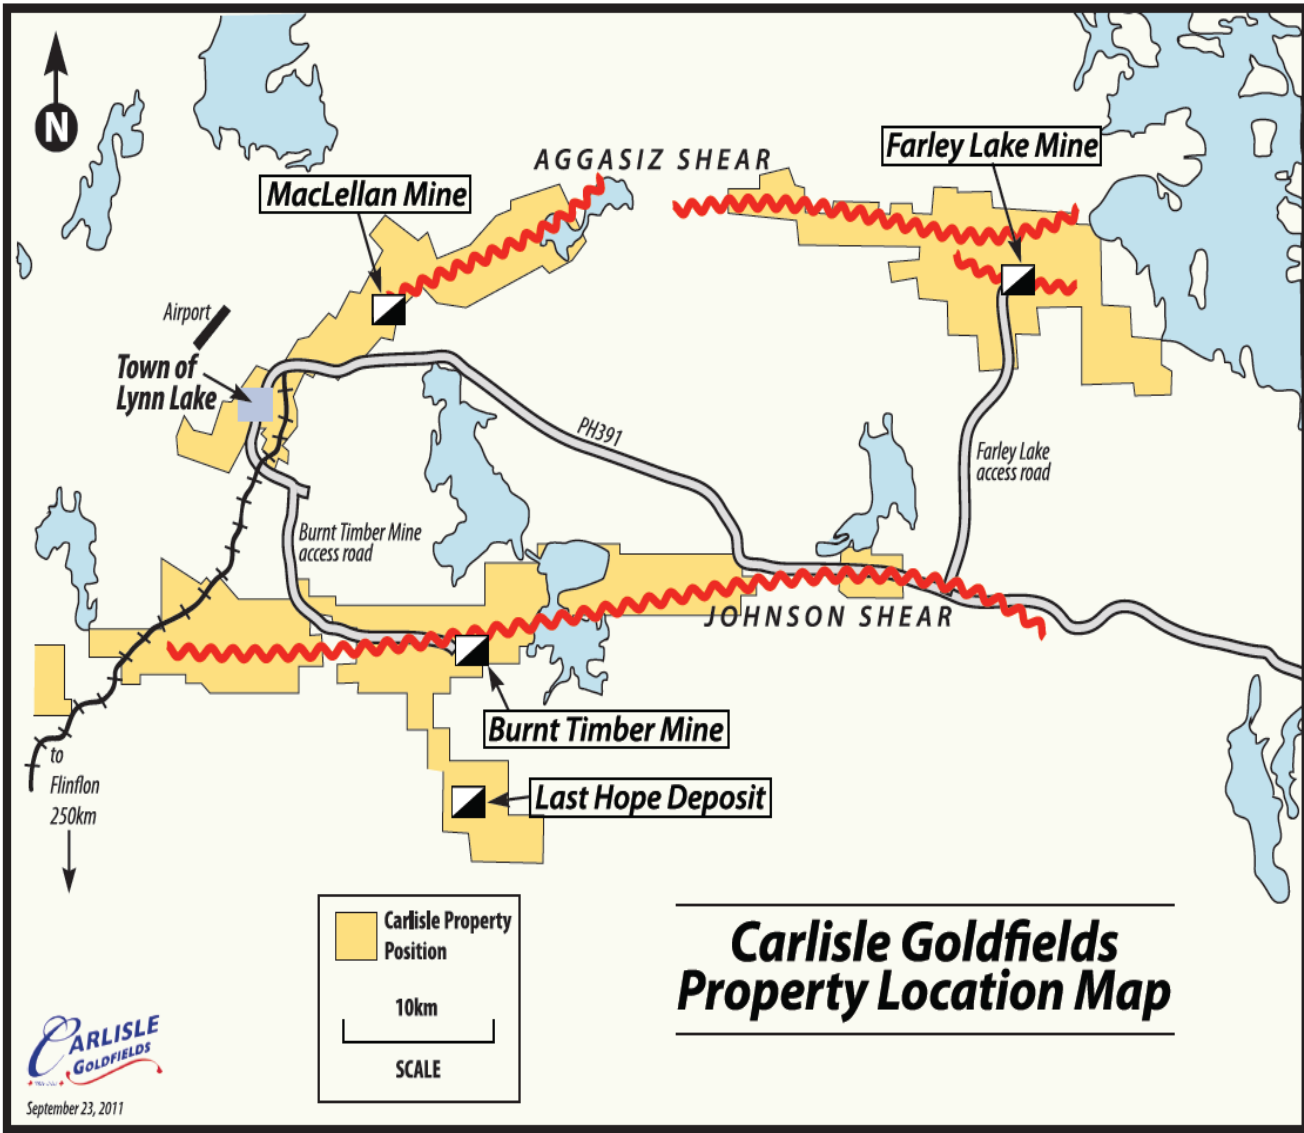 N
AGGASIZ SHEAR
Farley Lake Mine
MacLellan Mine
Airport
Town of
Lynn Lake
PH391
Farley Lake
access road
Burnt Timber Mine
access road
JOHNSON SHEAR
Burnt Timber Mine
to
Flinflon
250km
Last Hope Deposit
Carlisle Property
Position
10km
SCALE
Carlisle Goldfields
Property Location Map
CARLISLE
GOLDFIELDS
September 23, 2011